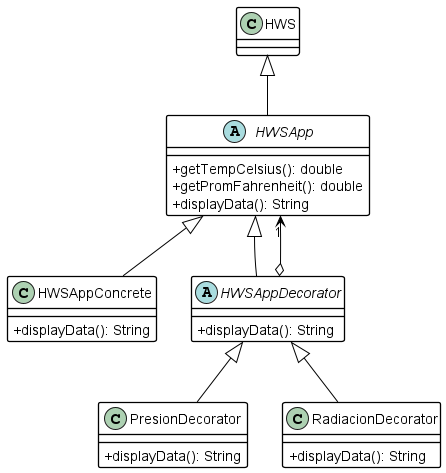 C HWS
A HWSApp
+getTempCelsius(): double
+getPromFahrenheit(): double
+displayData(): String
1
C HWSAppConcrete
+displayData(): String
A HWSAppDecorator
+displayData(): String
C PresionDecorator
+displayData(): String
C RadiacionDecorator
+displayData(): String